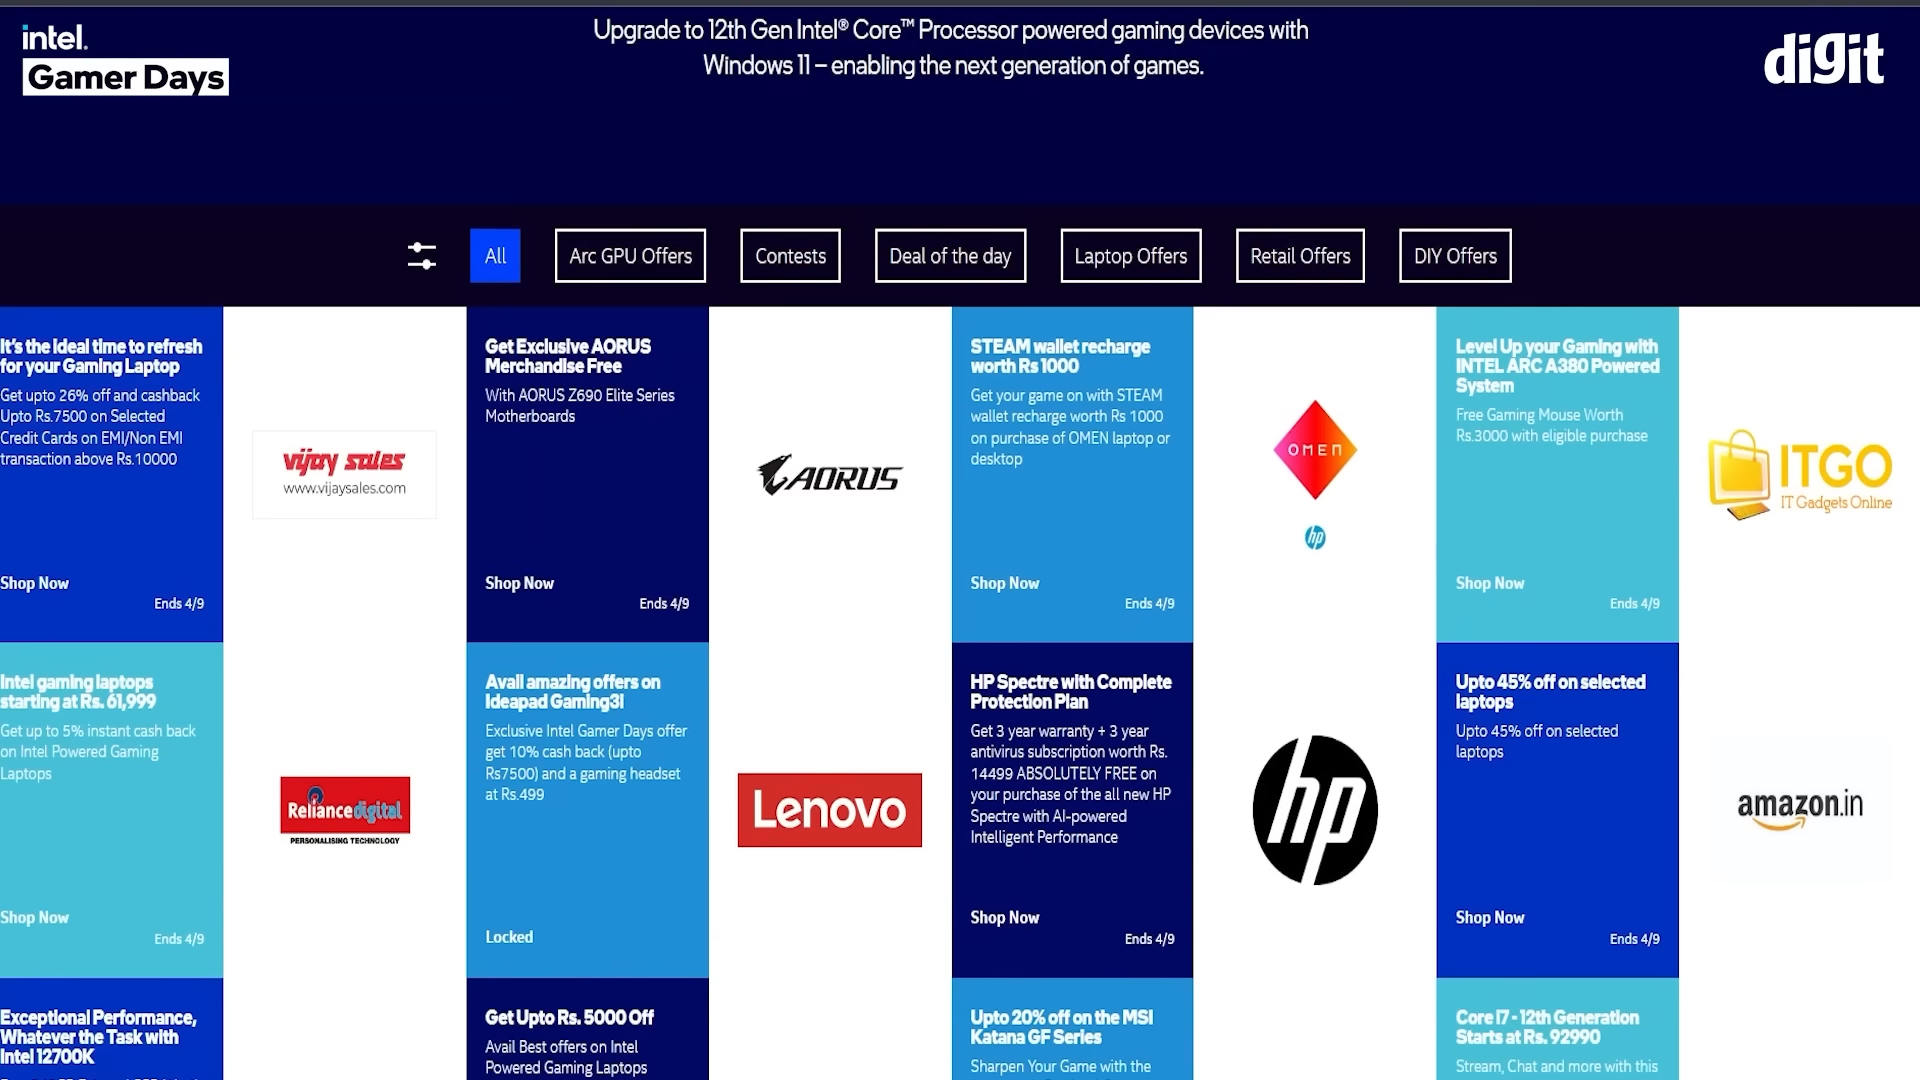 intel.
Gamer Days
Upgrade to 12th Gen Intel® Core™ Processor powered gaming devices with
Windows 11 – enabling the next generation of games.
digit
All
Arc GPU Offers
Contests
Deal of the day
Laptop Offers
Retail Offers
DIY Offers
It's the ideal time to refresh
for your Gaming Laptop
Get upto 26% off and cashback
Upto Rs.7500 on Selected
Credit Cards on EMI/Non EMI
transaction above Rs.10000
Shop Now
Ends 4/9
vijay sales
www.vijaysales.com
Get Exclusive AORUS
Merchandise Free
With AORUS Z690 Elite Series
Motherboards
Shop Now
Ends 4/9
AORUS
STEAM wallet recharge
worth Rs 1000
Get your game on with STEAM
wallet recharge worth Rs 1000
on purchase of OMEN laptop or
desktop
Shop Now
Ends 4/9
OMEN
hp
Level Up your Gaming with
INTEL ARC A380 Powered
System
Free Gaming Mouse Worth
Rs.3000 with eligible purchase
Shop Now
Ends 4/9
ITGO
IT Gadgets Online
Intel gaming laptops
starting at Rs. 61,999
Get up to 5% instant cash back
on Intel Powered Gaming
Laptops
Shop Now
Ends 4/9
Reliance digital
PERSONALISING TECHNOLOGY
Avail amazing offers on
Ideapad Gaming3i
Exclusive Intel Gamer Days offer
get 10% cash back (upto
Rs7500) and a gaming headset
at Rs.499
Locked
Lenovo
HP Spectre with Complete
Protection Plan
Get 3 year warranty + 3 year
antivirus subscription worth Rs.
14499 ABSOLUTELY FREE on
your purchase of the all new HP
Spectre with AI-powered
Intelligent Performance
Shop Now
Ends 4/9
hp
Upto 45% off on selected
laptops
Upto 45% off on selected
laptops
Shop Now
Ends 4/9
amazon.in
Exceptional Performance,
Whatever the Task with
Intel 12700K
Get Upto Rs. 5000 Off
Avail Best offers on Intel
Powered Gaming Laptops
Upto 20% off on the MSI
Katana GF Series
Sharpen Your Game with the
Core i7 - 12th Generation
Starts at Rs. 92990
Stream, Chat and more with this